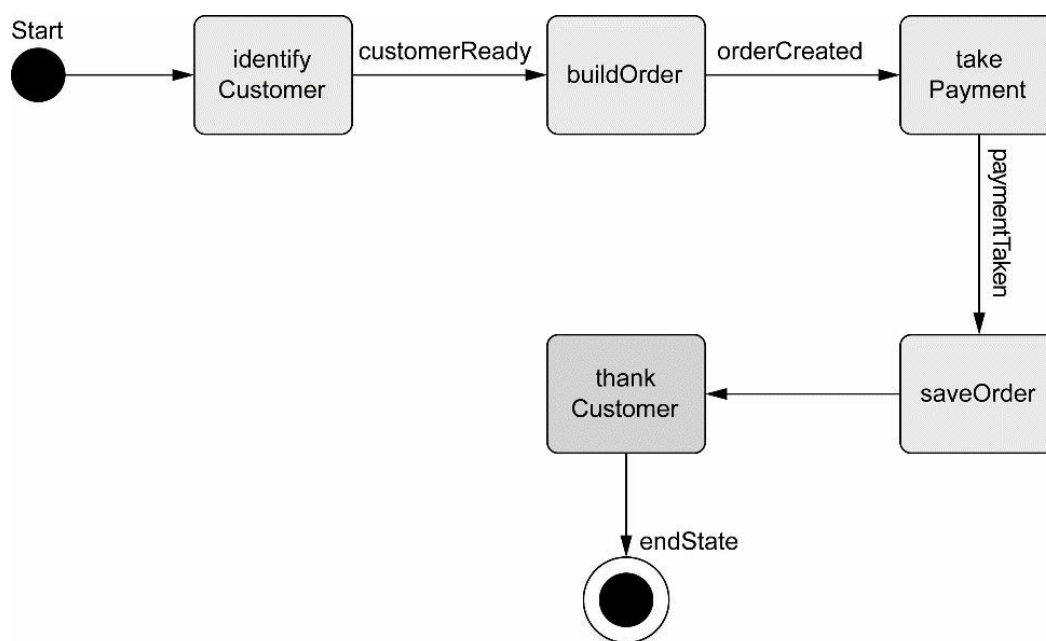 Start
identify
Customer
customerReady
buildOrder
orderCreated
take
Payment
paymentTaken
thank
Customer
saveOrder
endState